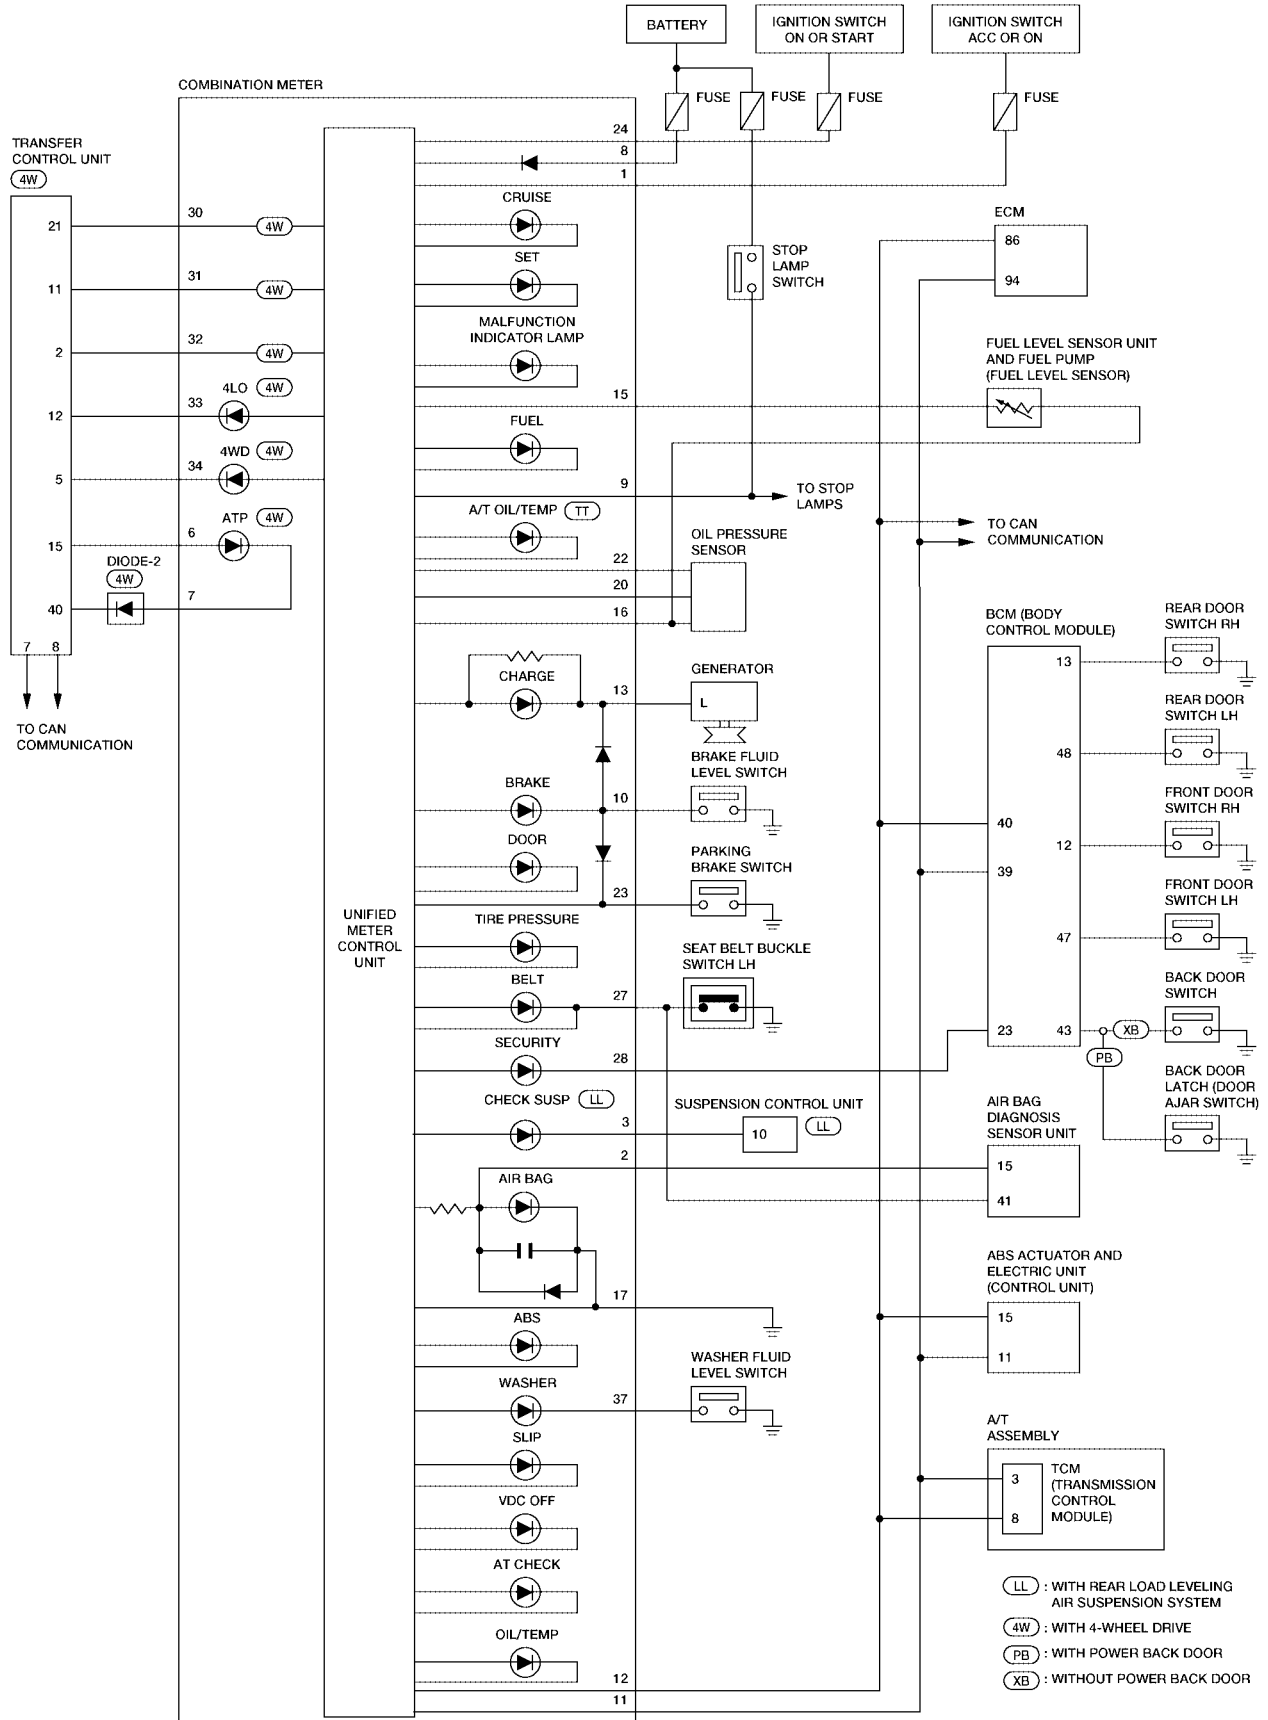 BATTERY
IGNITION SWITCH
ON OR START
IGNITION SWITCH
ACC OR ON
FUSE
FUSE
FUSE
FUSE
COMBINATION METER
TRANSFER
CONTROL UNIT
4W
24
8
1
21
30
4W
11
31
4W
2
32
4W
12
33
4LO
4W
5
34
4WD
4W
15
6
ATP
4W
DIODE-2
4W
40
7
7
8
TO CAN
COMMUNICATION
UNIFIED
METER
CONTROL
UNIT
CRUISE
SET
MALFUNCTION
INDICATOR LAMP
15
FUEL
9
A/T OIL/TEMP
TT
22
20
16
CHARGE
13
BRAKE
10
DOOR
23
TIRE PRESSURE
BELT
27
SECURITY
28
CHECK SUSP
LL
3
2
AIR BAG
17
ABS
WASHER
37
SLIP
VDC OFF
AT CHECK
OIL/TEMP
12
11
STOP
LAMP
SWITCH
TO STOP
LAMPS
OIL PRESSURE
SENSOR
GENERATOR
L
BRAKE FLUID
LEVEL SWITCH
PARKING
BRAKE SWITCH
SEAT BELT BUCKLE
SWITCH LH
SUSPENSION CONTROL UNIT
10
LL
WASHER FLUID
LEVEL SWITCH
ECM
86
94
FUEL LEVEL SENSOR UNIT
AND FUEL PUMP
(FUEL LEVEL SENSOR)
TO CAN
COMMUNICATION
BCM (BODY
CONTROL MODULE)
13
48
40
12
39
47
23
43
XB
PB
REAR DOOR
SWITCH RH
REAR DOOR
SWITCH LH
FRONT DOOR
SWITCH RH
FRONT DOOR
SWITCH LH
BACK DOOR
SWITCH
BACK DOOR
LATCH (DOOR
AJAR SWITCH)
AIR BAG
DIAGNOSIS
SENSOR UNIT
15
41
ABS ACTUATOR AND
ELECTRIC UNIT
(CONTROL UNIT)
15
11
A/T
ASSEMBLY
3
8
TCM
(TRANSMISSION
CONTROL
MODULE)
LL : WITH REAR LOAD LEVELING
AIR SUSPENSION SYSTEM
4W : WITH 4-WHEEL DRIVE
PB : WITH POWER BACK DOOR
XB : WITHOUT POWER BACK DOOR